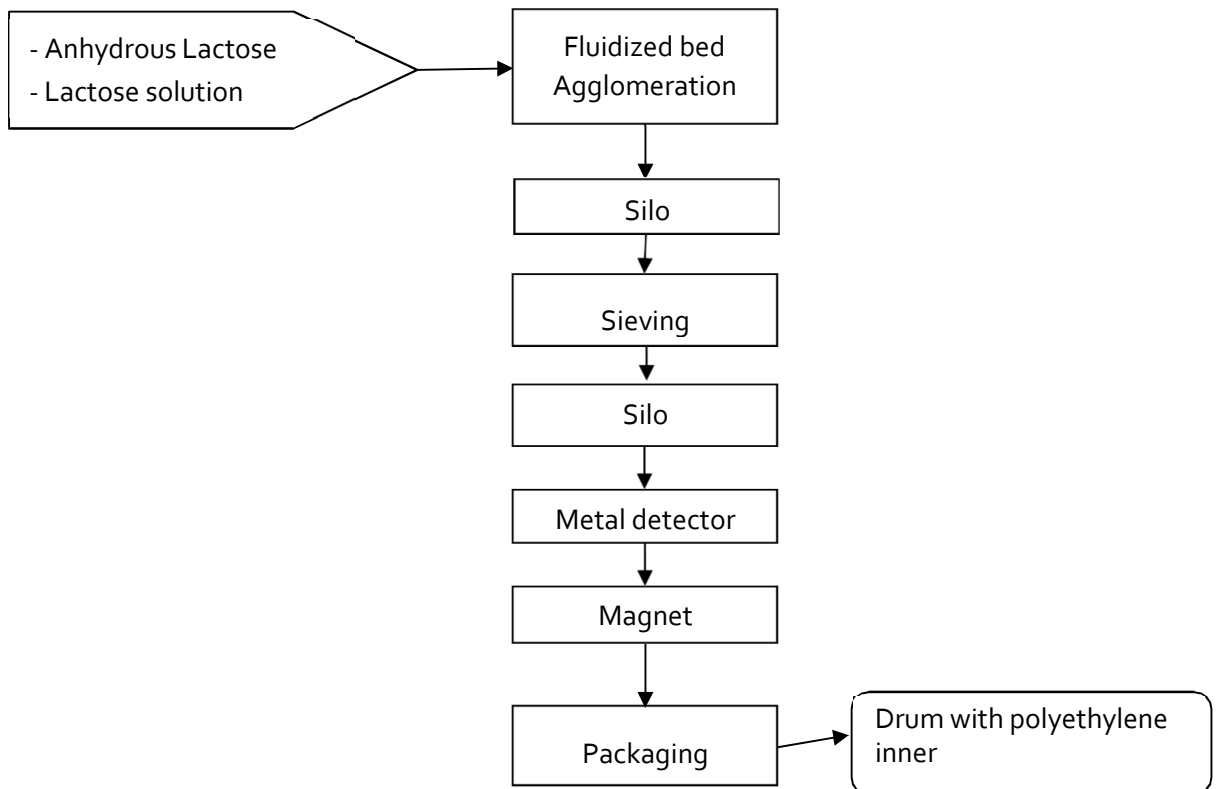 - Anhydrous Lactose
- Lactose solution
Fluidized bed
Agglomeration
Silo
Sieving
Silo
Metal detector
Magnet
Packaging
Drum with polyethylene
inner